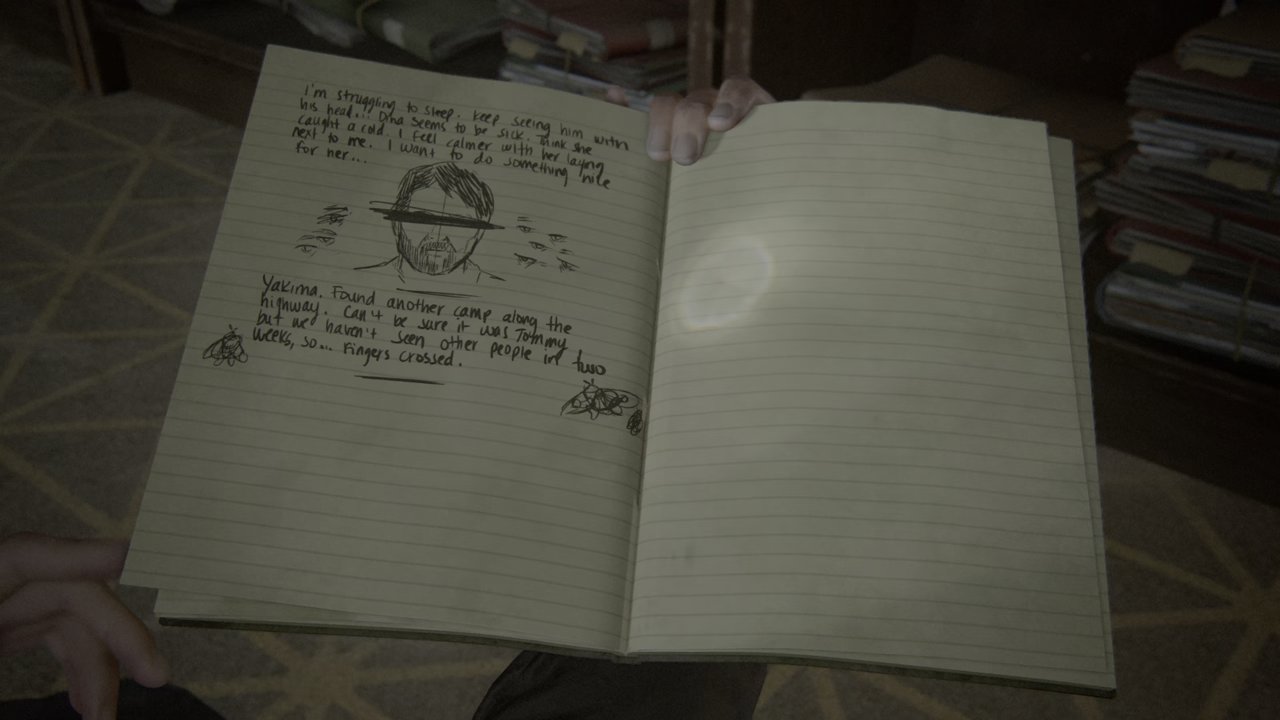 I'm struggling to sleep. Keep seeing him with
his head... Dina seems to be sick. Think she
caught a cold. I feel calmer with her laying
next to me. I want to do something nice
for her...
Yakima. Found another camp along the
highway. Can't be sure it was Tommy
but we haven't seen other people in two
weeks, so... Fingers crossed.